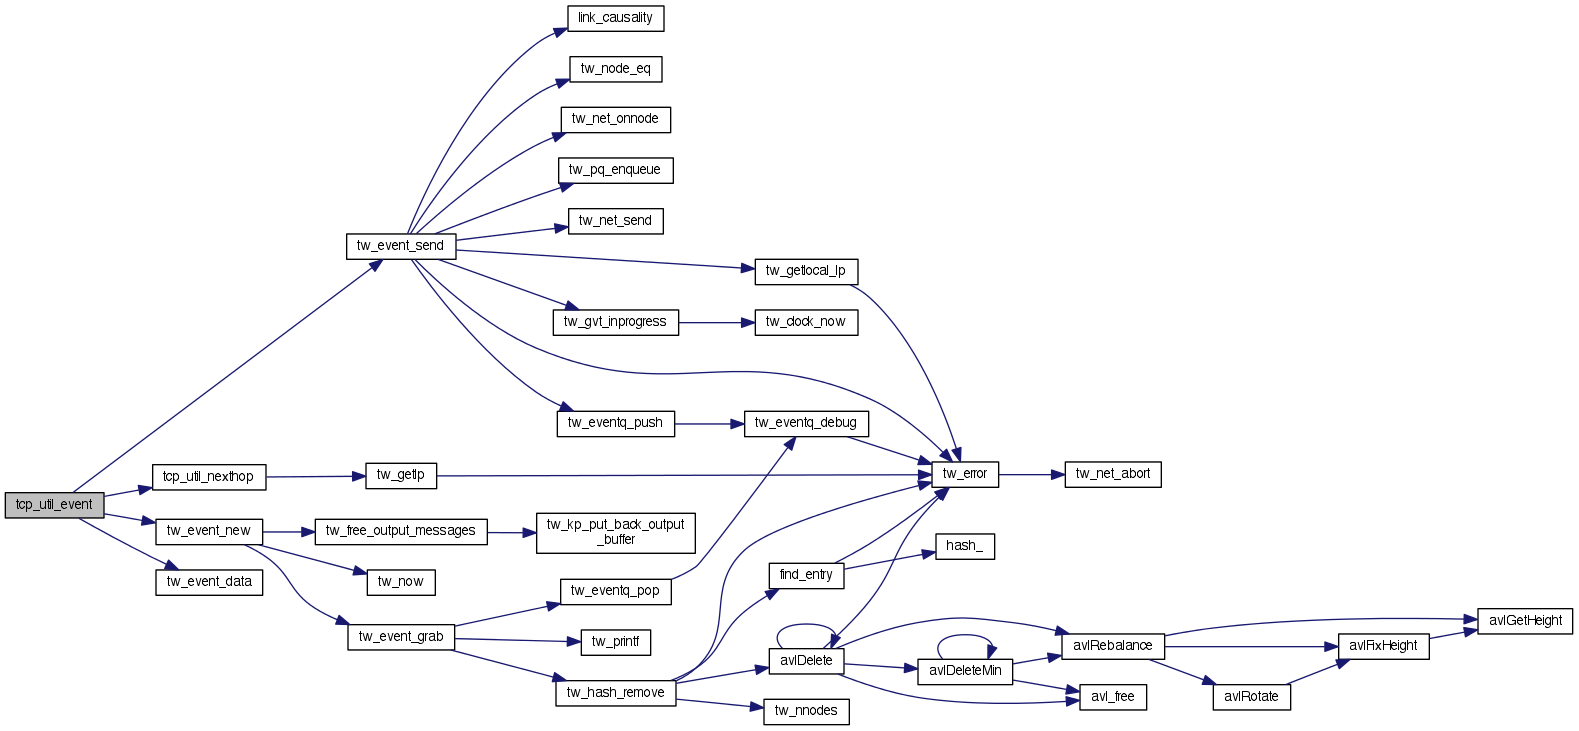 link_causality
tw_node_eq
tw_net_onnode
tw_pq_enqueue
tw_net_send
tw_event_send
tw_getlocal_lp
tw_gvt_inprogress
tw_clock_now
tw_eventq_push
tw_eventq_debug
tcp_util_nexthop
tw_getlp
tw_error
tw_net_abort
tcp_util_event
tw_event_new
tw_free_output_messages
tw_kp_put_back_output
_buffer
hash_
tw_event_data
tw_now
tw_eventq_pop
find_entry
tw_event_grab
tw_printf
avlDelete
avlDeleteMin
avlRebalance
avlFixHeight
avlGetHeight
tw_hash_remove
tw_nnodes
avl_free
avlRotate